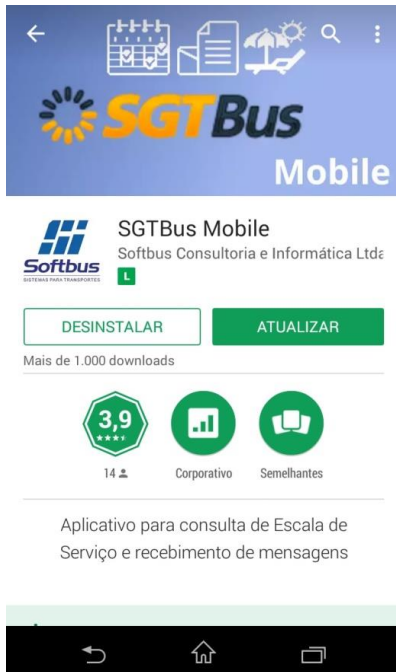 SGTBus
Mobile
Softbus
SISTEMAS PARA TRANSPORTES
SGTBus Mobile
Softbus Consultoria e Informática Ltda
L
DESINSTALAR
ATUALIZAR
Mais de 1.000 downloads
3,9
14
Corporativo
Semelhantes
Aplicativo para consulta de Escala de
Serviço e recebimento de mensagens